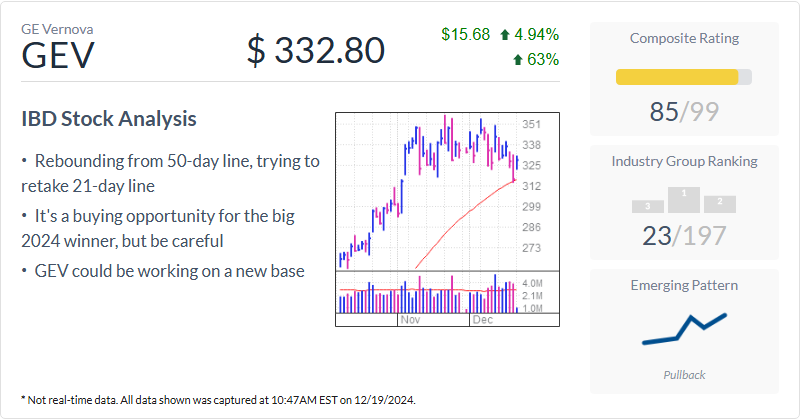 GE Vernova
GEV
$ 332.80
$15.68 4.94%
63%
IBD Stock Analysis
• Rebounding from 50-day line, trying to
retake 21-day line
• It's a buying opportunity for the big
2024 winner, but be careful
• GEV could be working on a new base
351
338
325
312
299
286
273
4.0M
2.1M
1.0M
Nov Dec
Composite Rating
85/99
Industry Group Ranking
3 1 2
23/197
Emerging Pattern
Pullback
* Not real-time data. All data shown was captured at 10:47AM EST on 12/19/2024.